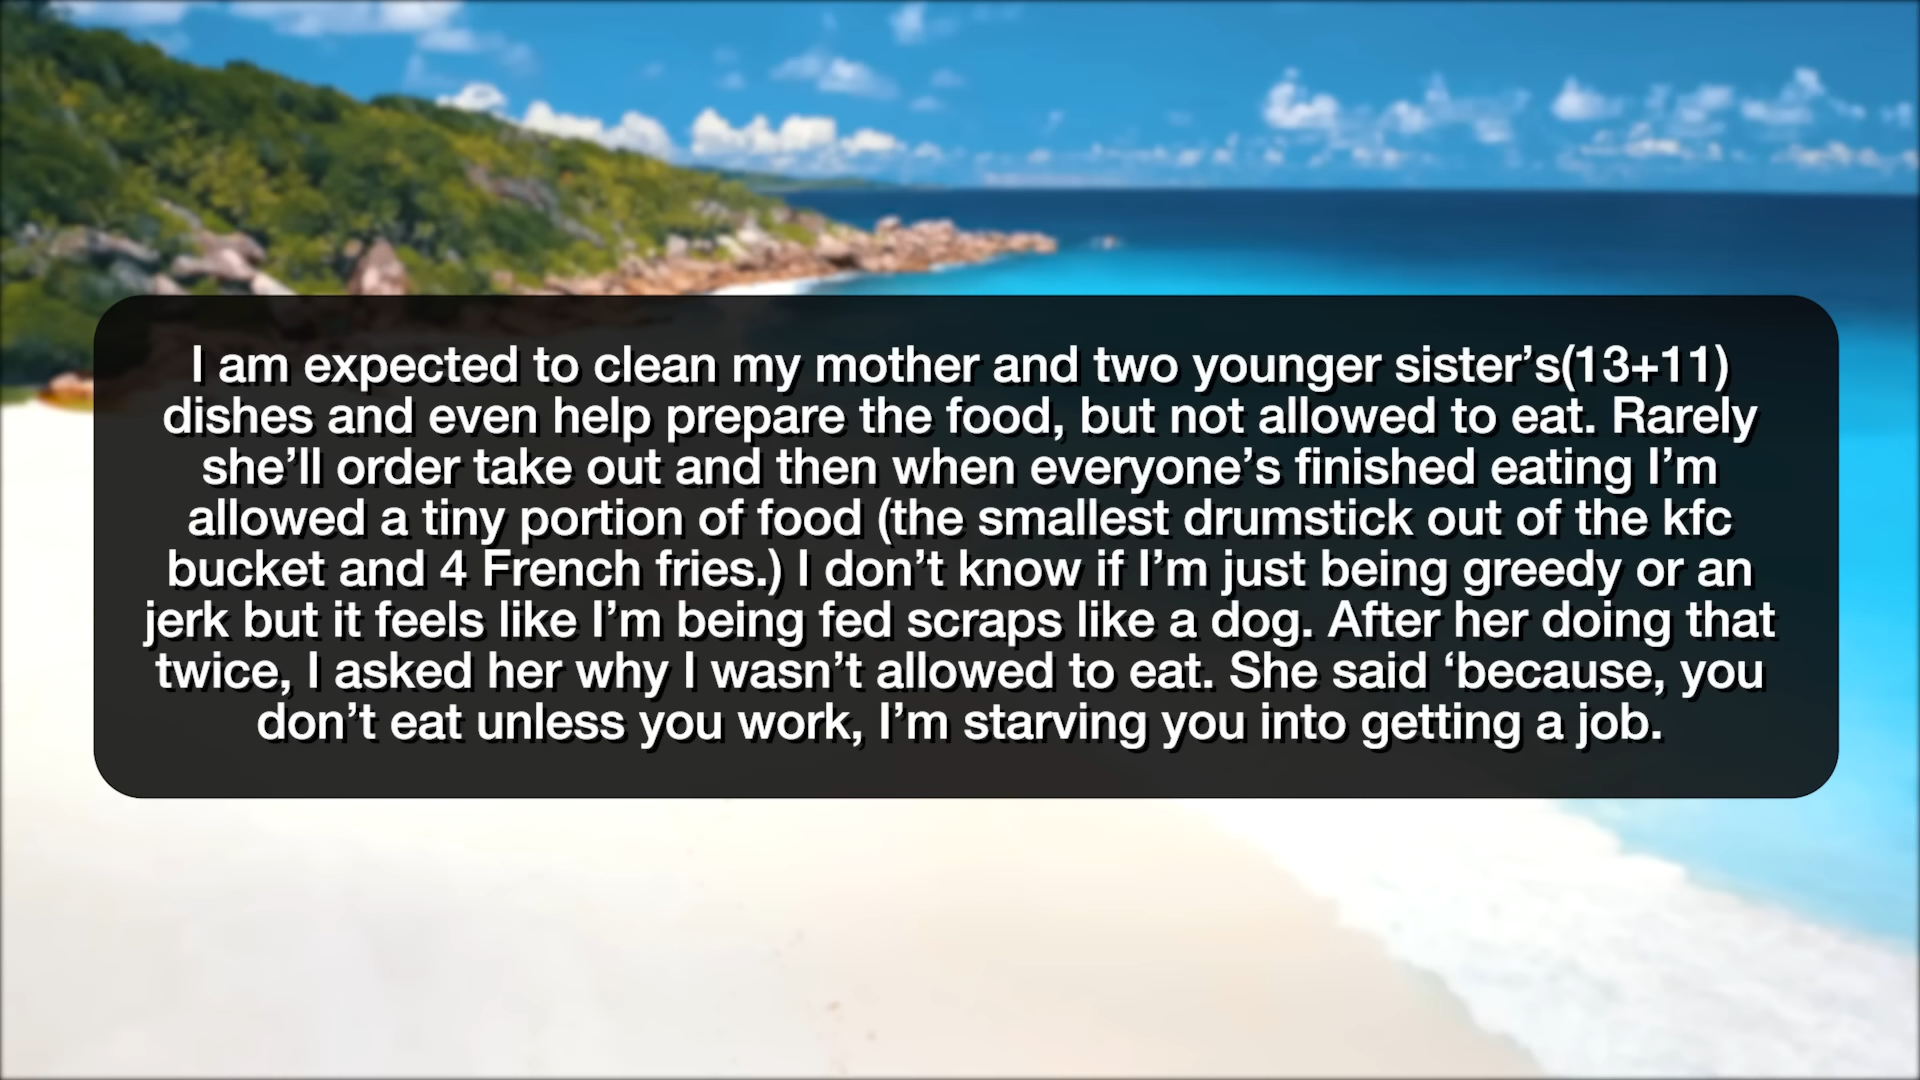 I am expected to clean my mother and two younger sister’s(13+11)
dishes and even help prepare the food, but not allowed to eat. Rarely
she’ll order take out and then when everyone’s finished eating I’m
allowed a tiny portion of food (the smallest drumstick out of the kfc
bucket and 4 French fries.) I don’t know if I’m just being greedy or an
jerk but it feels like I’m being fed scraps like a dog. After her doing that
twice, I asked her why I wasn’t allowed to eat. She said ‘because, you
don’t eat unless you work, I’m starving you into getting a job.